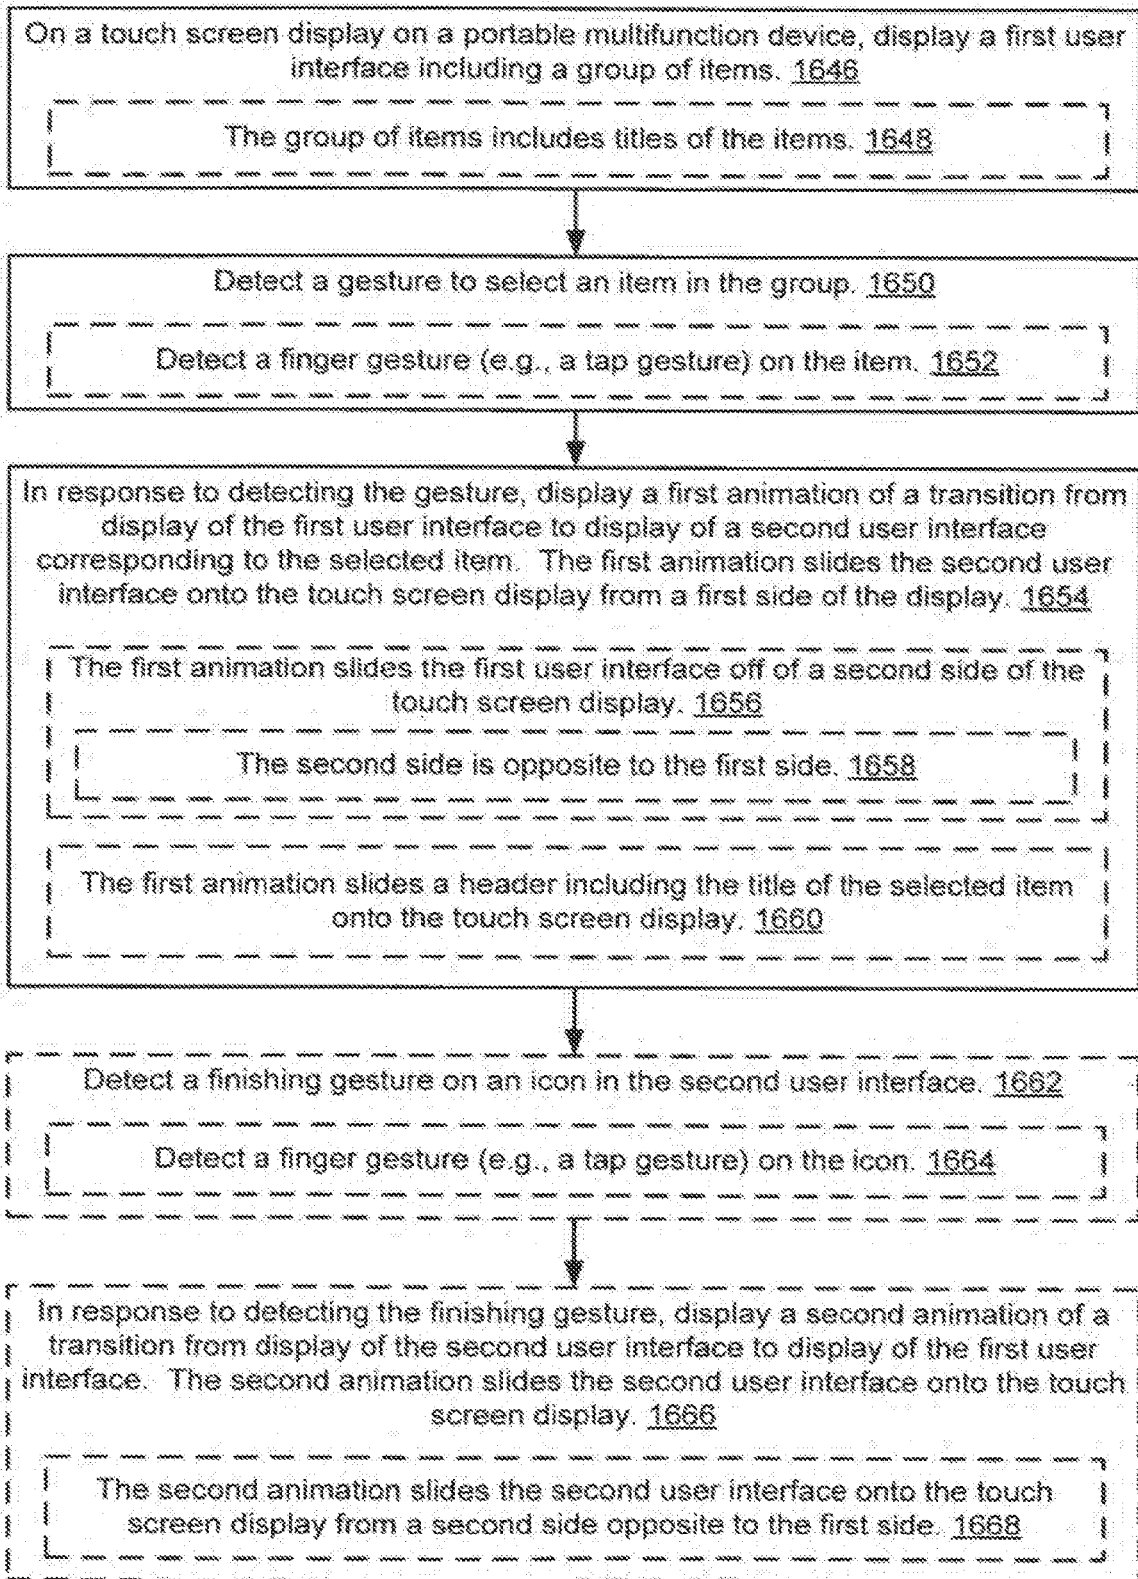 On a touch screen display on a portable multifunction device, display a first user
interface including a group of items. 1646
The group of items includes titles of the items. 1648
Detect a gesture to select an item in the group. 1650
Detect a finger gesture (e.g., a tap gesture) on the item. 1652
In response to detecting the gesture, display a first animation of a transition from
display of the first user interface to display of a second user interface
corresponding to the selected item. The first animation slides the second user
interface onto the touch screen display from a first side of the display. 1654
The first animation slides the first user interface off of a second side of the
touch screen display. 1656
The second side is opposite to the first side. 1658
The first animation slides a header including the title of the selected item
onto the touch screen display. 1660
Detect a finishing gesture on an icon in the second user interface. 1662
Detect a finger gesture (e.g., a tap gesture) on the icon. 1664
In response to detecting the finishing gesture, display a second animation of a
transition from display of the second user interface to display of the first user
interface. The second animation slides the second user interface onto the touch
screen display. 1666
The second animation slides the second user interface onto the touch
screen display from a second side opposite to the first side. 1668